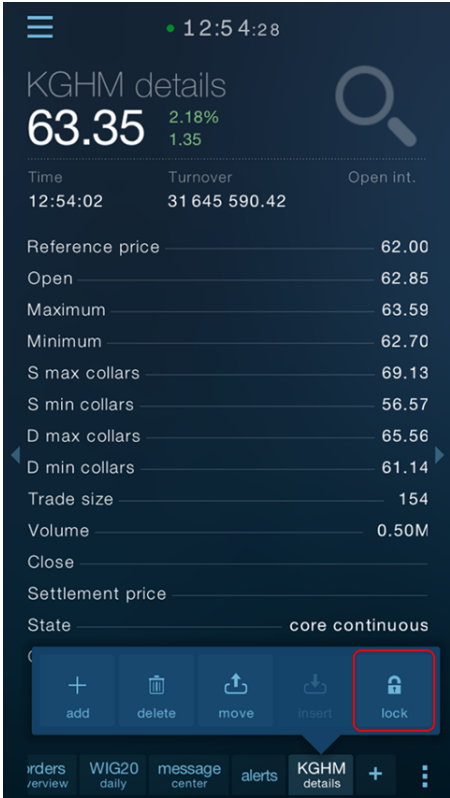 12:54:28
KGHM details
63.35
2.18%
1.35
Time Turnover Open int.
12:54:02 31 645 590.42
Reference price 62.00
Open 62.85
Maximum 63.59
Minimum 62.70
S max collars 69.13
S min collars 56.57
D max collars 65.56
D min collars 61.14
Trade size 154
Volume 0.50M
Close
Settlement price
State core continuous
add delete move insert lock
rders WIG20 message alerts KGHM +
verview daily center details